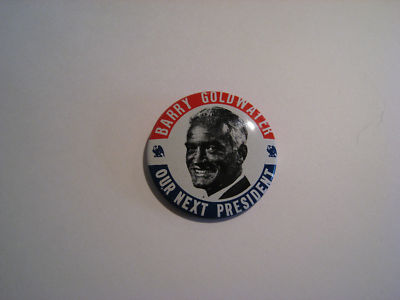 BARRY GOLDWATER
OUR NEXT PRESIDENT